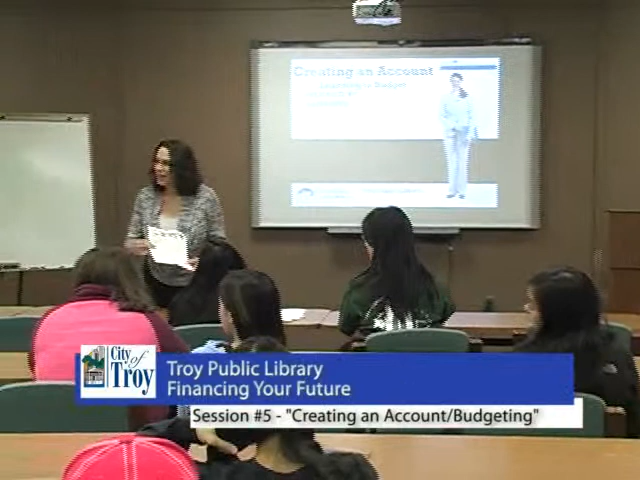 Creating an Account
City of
Troy
Troy Public Library
Financing Your Future
Session #5 - "Creating an Account/Budgeting"